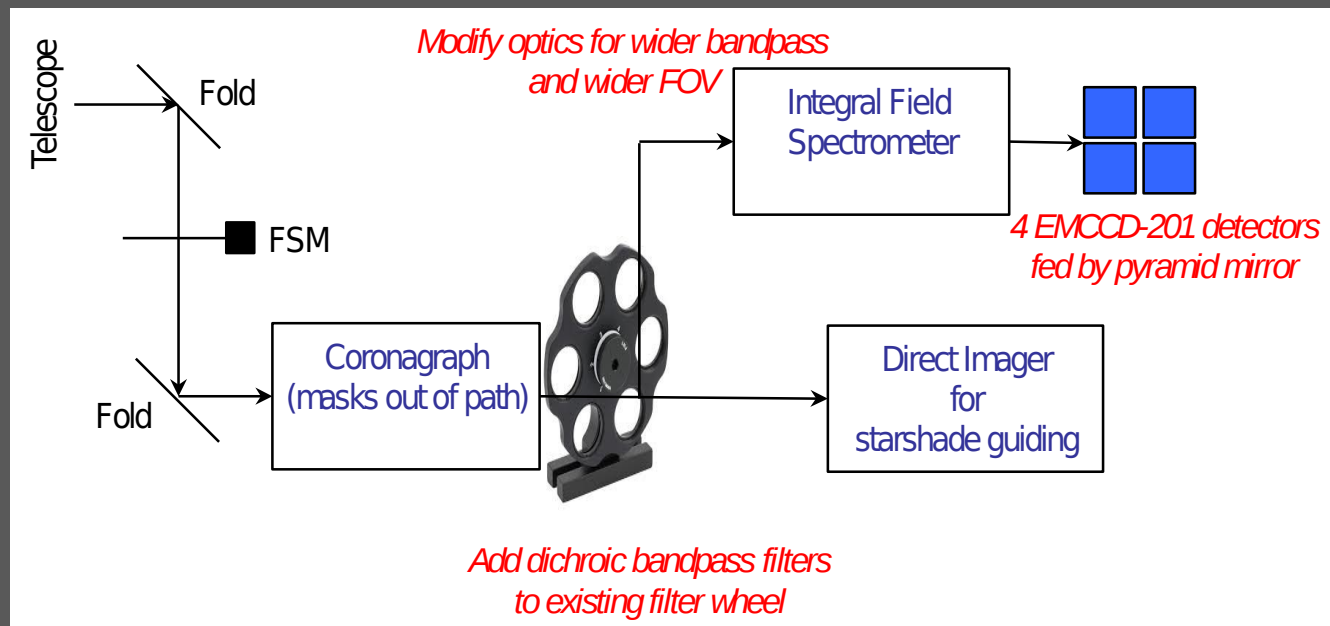 Telescope
Fold
Modify optics for wider bandpass
and wider FOV
Integral Field
Spectrometer
FSM
4 EMCCD-201 detectors
fed by pyramid mirror
Fold
Coronagraph
(masks out of path)
Direct Imager
for
starshade guiding
Add dichroic bandpass filters
to existing filter wheel